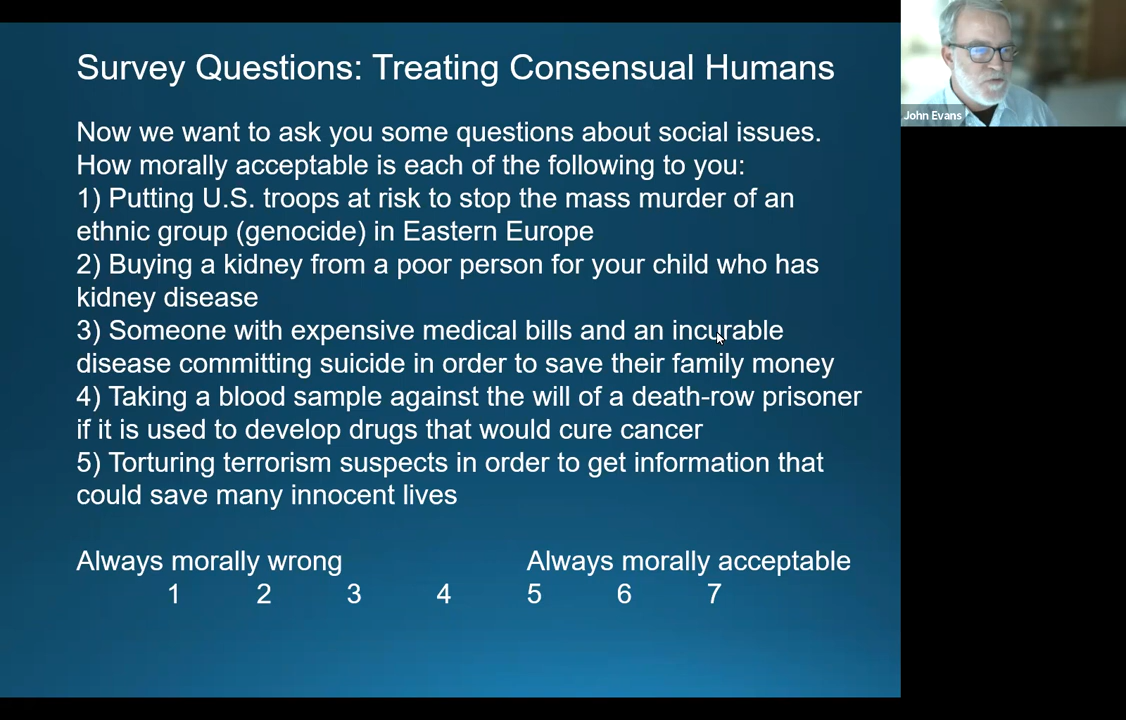 Survey Questions: Treating Consensual Humans
Now we want to ask you some questions about social issues.
How morally acceptable is each of the following to you:
1) Putting U.S. troops at risk to stop the mass murder of an
ethnic group (genocide) in Eastern Europe
2) Buying a kidney from a poor person for your child who has
kidney disease
3) Someone with expensive medical bills and an incurable
disease committing suicide in order to save their family money
4) Taking a blood sample against the will of a death-row prisoner
if it is used to develop drugs that would cure cancer
5) Torturing terrorism suspects in order to get information that
could save many innocent lives
Always morally wrong Always morally acceptable
1 2 3 4 5 6 7
John Evans